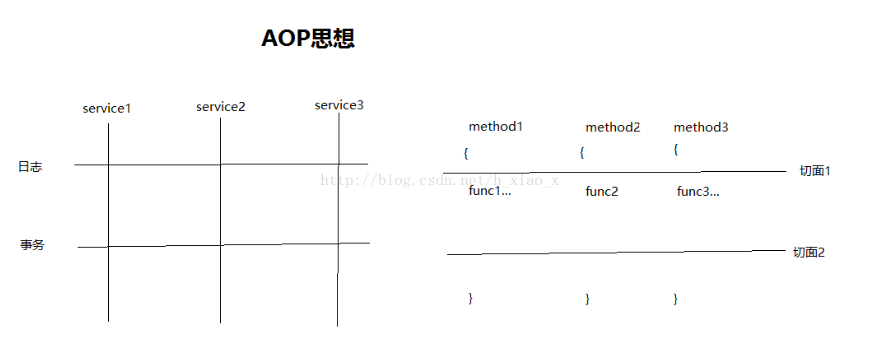 AOP思想
service1 service2 service3
日志
事务
http://blog.csdn.net/h_xiao_x
method1 method2 method3
{ { {
切面1
func1... func2 func3...
切面2
} } }